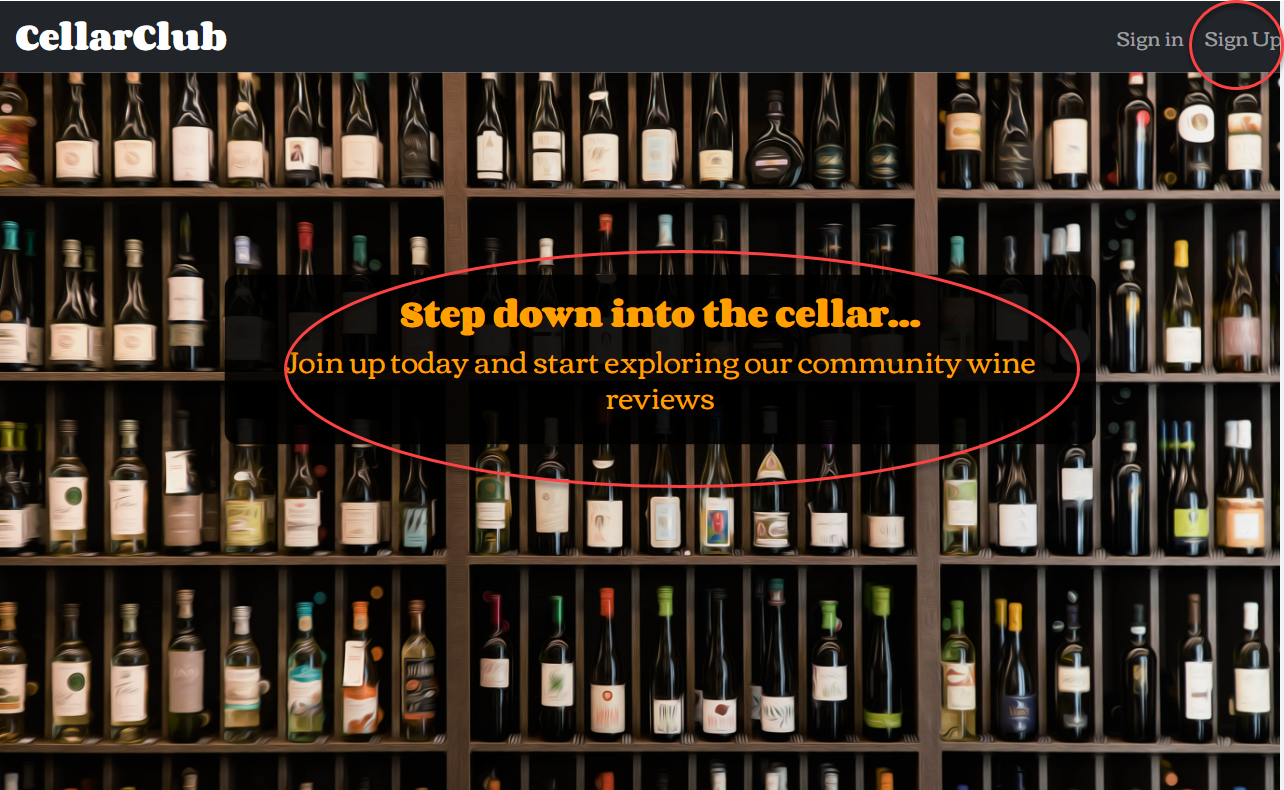 CellarClub
Sign in
Sign Up
Step down into the cellar...
Join up today and start exploring our community wine
reviews